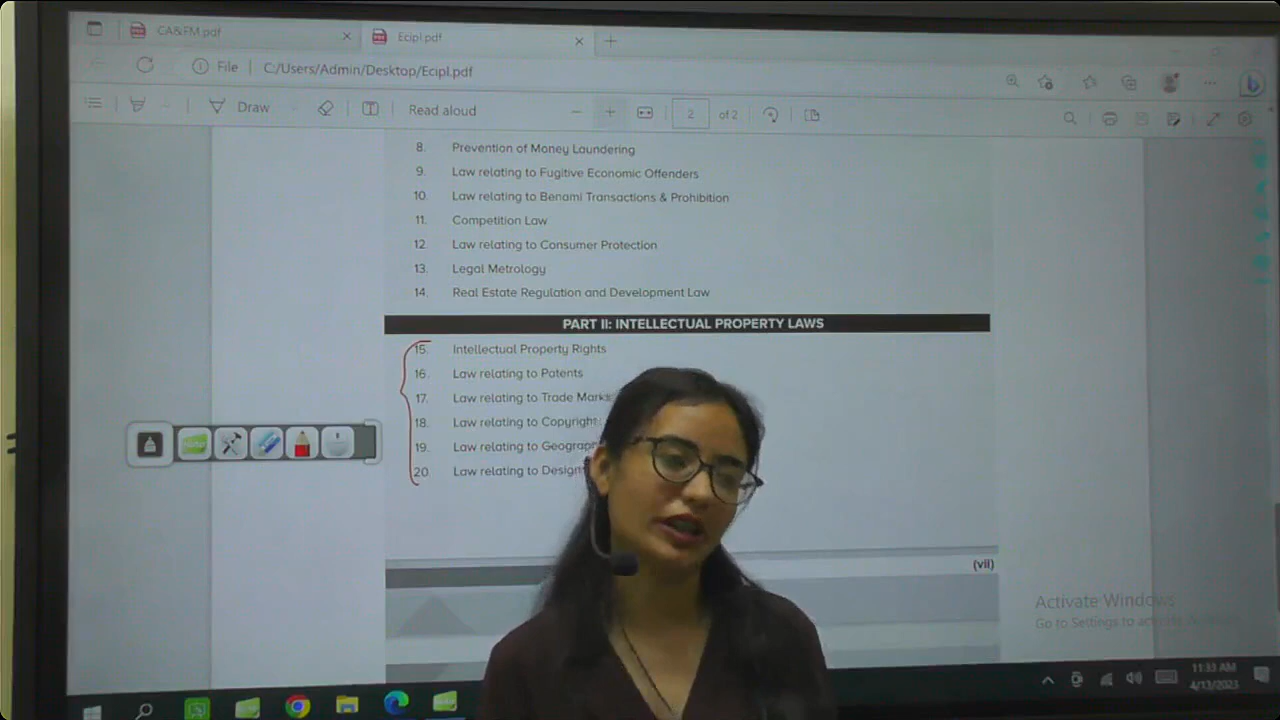 CA&FM.pdf
Ecipl.pdf
File
C:/Users/Admin/Desktop/Ecipl.pdf
Draw
Read aloud
2
of 2
8. Prevention of Money Laundering
9. Law relating to Fugitive Economic Offenders
10. Law relating to Benami Transactions & Prohibition
11. Competition Law
12. Law relating to Consumer Protection
13. Legal Metrology
14. Real Estate Regulation and Development Law
PART II: INTELLECTUAL PROPERTY LAWS
15. Intellectual Property Rights
16. Law relating to Patents
17. Law relating to Trade Marks
18. Law relating to Copyright
19. Law relating to
20. Law relating to Design
(vii)
Activate Windows
Go to Settings to
11:33 AM
4/13/2023